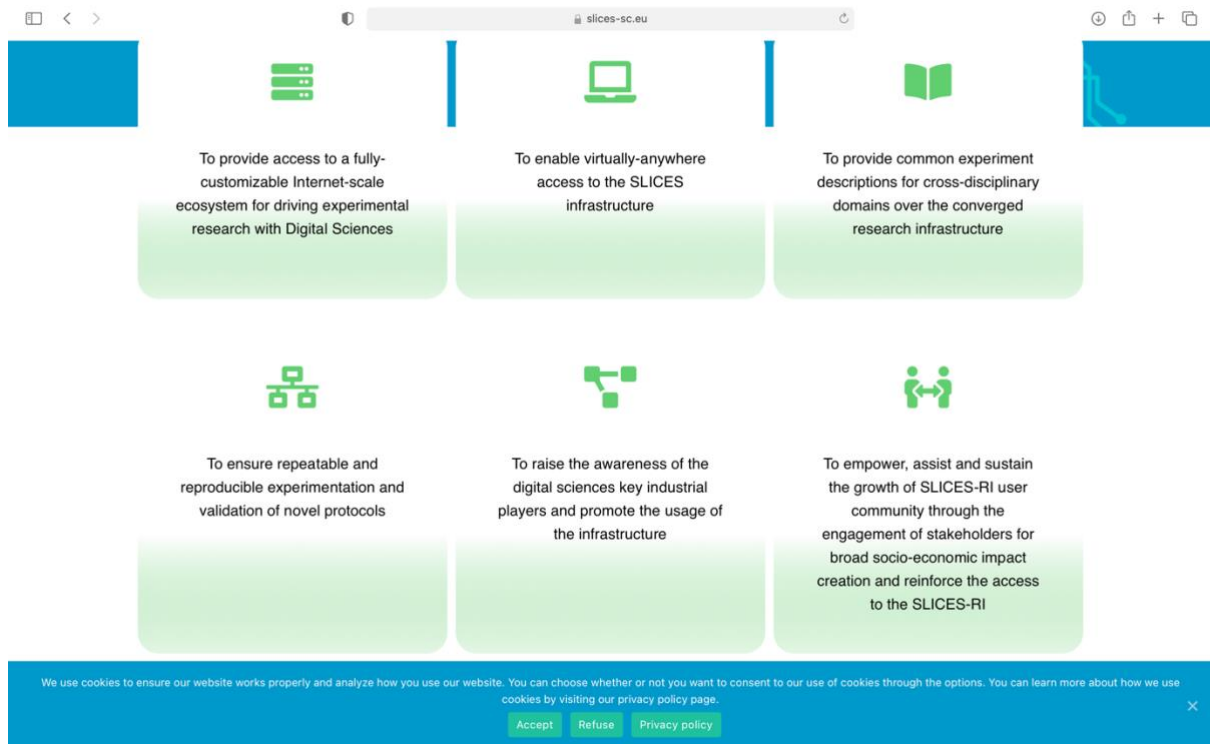 slices-sc.eu
To provide access to a fully-
customizable Internet-scale
ecosystem for driving experimental
research with Digital Sciences
To enable virtually-anywhere
access to the SLICES
infrastructure
To provide common experiment
descriptions for cross-disciplinary
domains over the converged
research infrastructure
To ensure repeatable and
reproducible experimentation and
validation of novel protocols
To raise the awareness of the
digital sciences key industrial
players and promote the usage of
the infrastructure
To empower, assist and sustain
the growth of SLICES-RI user
community through the
engagement of stakeholders for
broad socio-economic impact
creation and reinforce the access
to the SLICES-RI
We use cookies to ensure our website works properly and analyze how you use our website. You can choose whether or not you want to consent to our use of cookies through the options. You can learn more about how we use
cookies by visiting our privacy policy page.
Accept Refuse Privacy policy